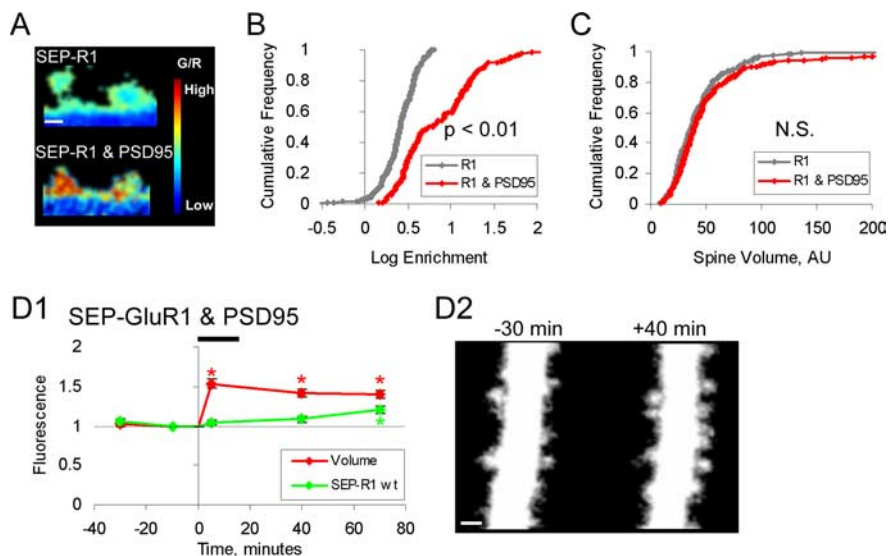 A
SEP-R1
G/R
High
SEP-R1 & PSD95
Low
B
Cumulative Frequency
1
0.8
0.6
0.4
0.2
0
p < 0.01
R1
R1 & PSD95
-0.5 0 0.5 1 1.5 2
Log Enrichment
C
Cumulative Frequency
1
0.8
0.6
0.4
0.2
0
N.S.
R1
R1 & PSD95
0 50 100 150 200
Spine Volume, AU
D1
SEP-GluR1 & PSD95
Fluorescence
2
1.5
1
0.5
0
* * *
*
Volume
SEP-R1 wt
-40 -20 0 20 40 60 80
Time, minutes
D2
-30 min +40 min